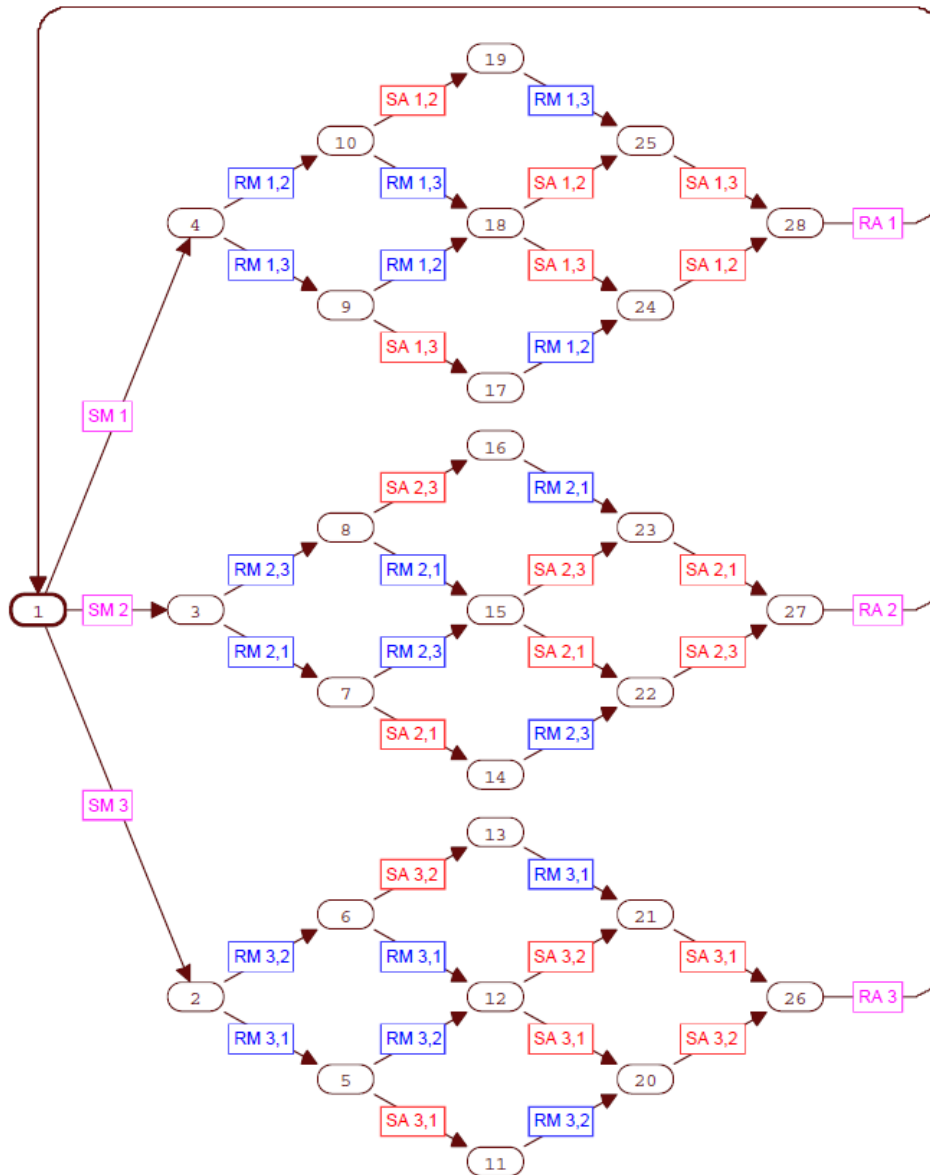 19
SA 1,2
RM 1,3
10
25
RM 1,2
RM 1,3
SA 1,2
SA 1,3
4
18
28
RA 1
RM 1,3
RM 1,2
SA 1,3
SA 1,2
9
24
SA 1,3
RM 1,2
17
SM 1
16
SA 2,3
RM 2,1
8
23
RM 2,3
RM 2,1
SA 2,3
SA 2,1
1
SM 2
3
15
27
RA 2
RM 2,1
RM 2,3
SA 2,1
SA 2,3
7
22
SA 2,1
RM 2,3
14
SM 3
13
SA 3,2
RM 3,1
6
21
RM 3,2
RM 3,1
SA 3,2
SA 3,1
2
12
26
RA 3
RM 3,1
RM 3,2
SA 3,1
SA 3,2
5
20
SA 3,1
RM 3,2
11